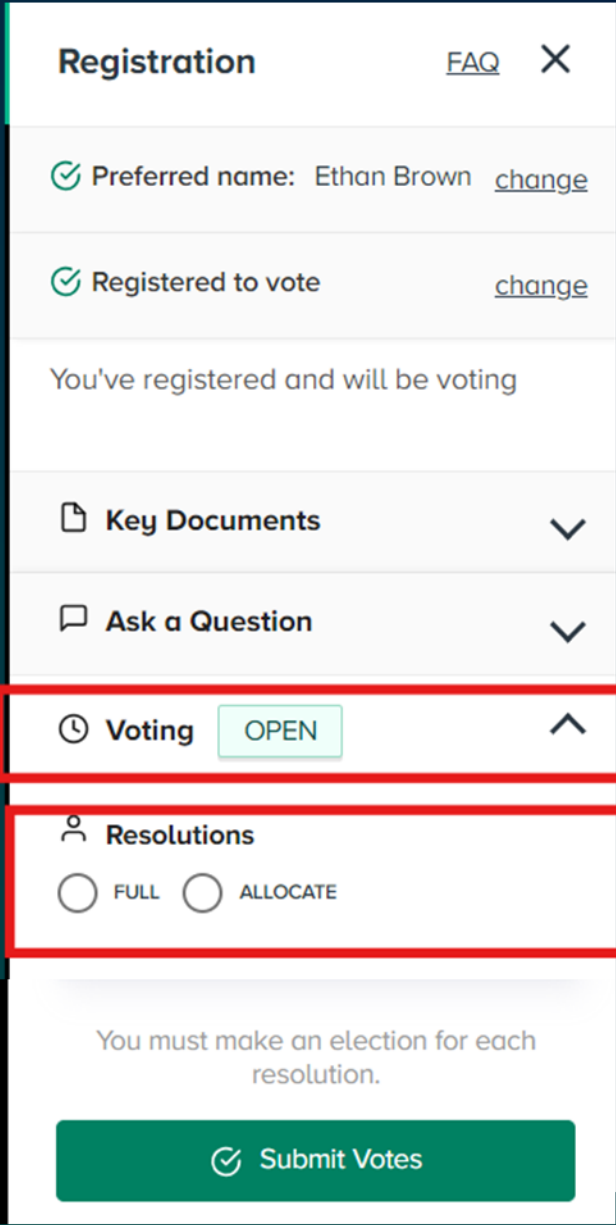 Registration FAQ
Preferred name: Ethan Brown change
Registered to vote change
You've registered and will be voting
Key Documents
Ask a Question
Voting OPEN
Resolutions
FULL ALLOCATE
You must make an election for each
resolution.
Submit Votes